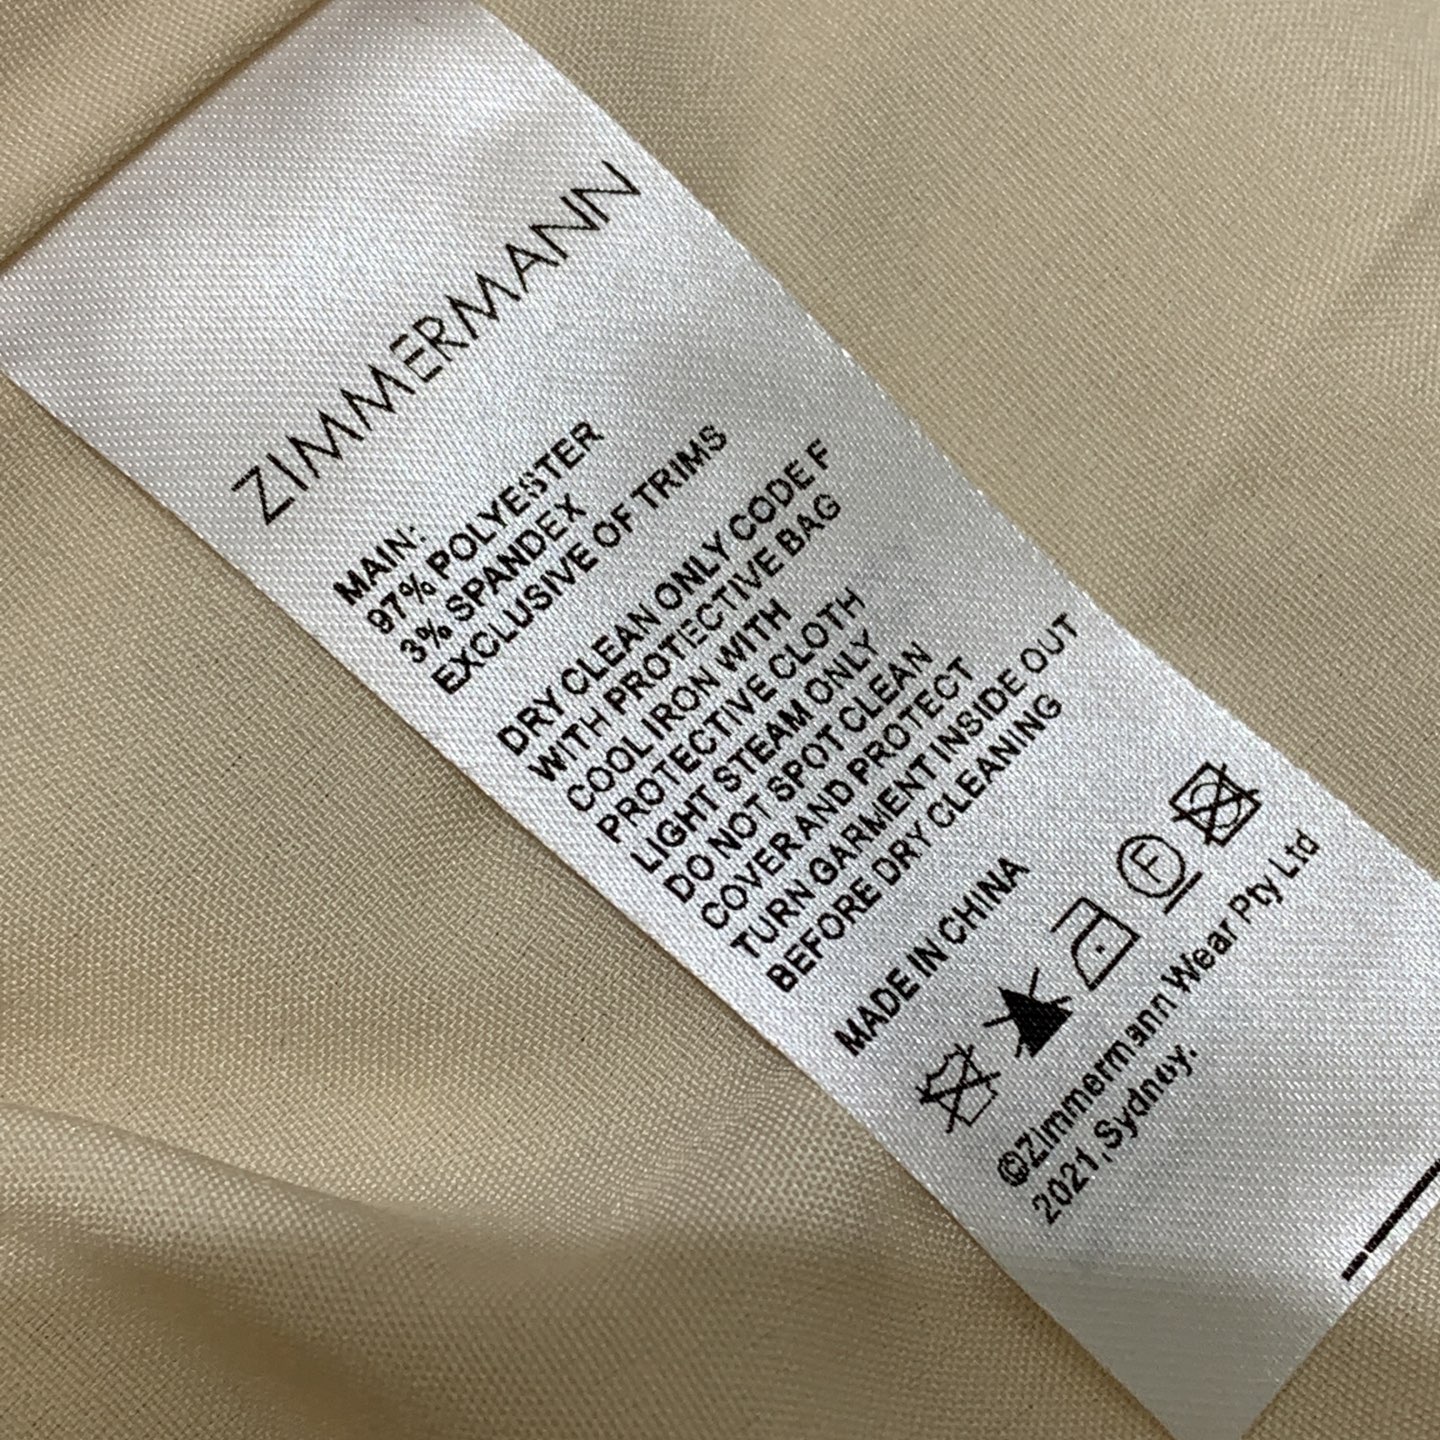 ZIMMERMANN
MAIN:
97% POLYESTER
3% SPANDEX
EXCLUSIVE OF TRIMS
DRY CLEAN ONLY CODE F
WITH PROTECTIVE BAG
COOL IRON WITH
PROTECTIVE CLOTH
LIGHT STEAM ONLY
DO NOT SPOT CLEAN
COVER AND PROTECT
TURN GARMENT INSIDE OUT
BEFORE DRY CLEANING
MADE IN CHINA
F
©Zimmermann Wear Pty Ltd
2021,Sydney.